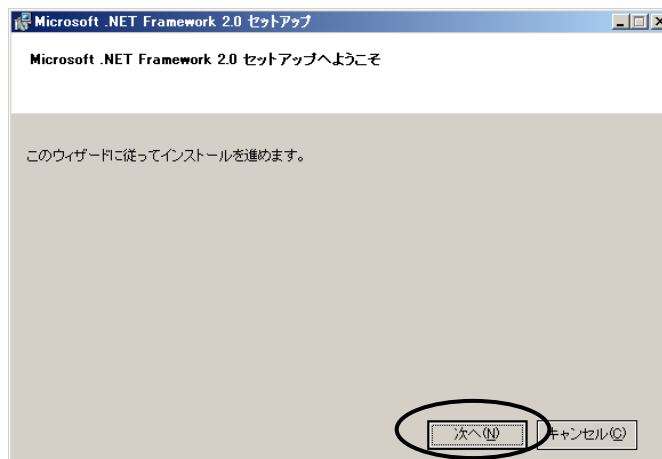 Microsoft .NET Framework 2.0 セットアップ
Microsoft .NET Framework 2.0 セットアップへようこそ
このウィザードに従ってインストールを進めます。
次へ(N)
キャンセル(C)